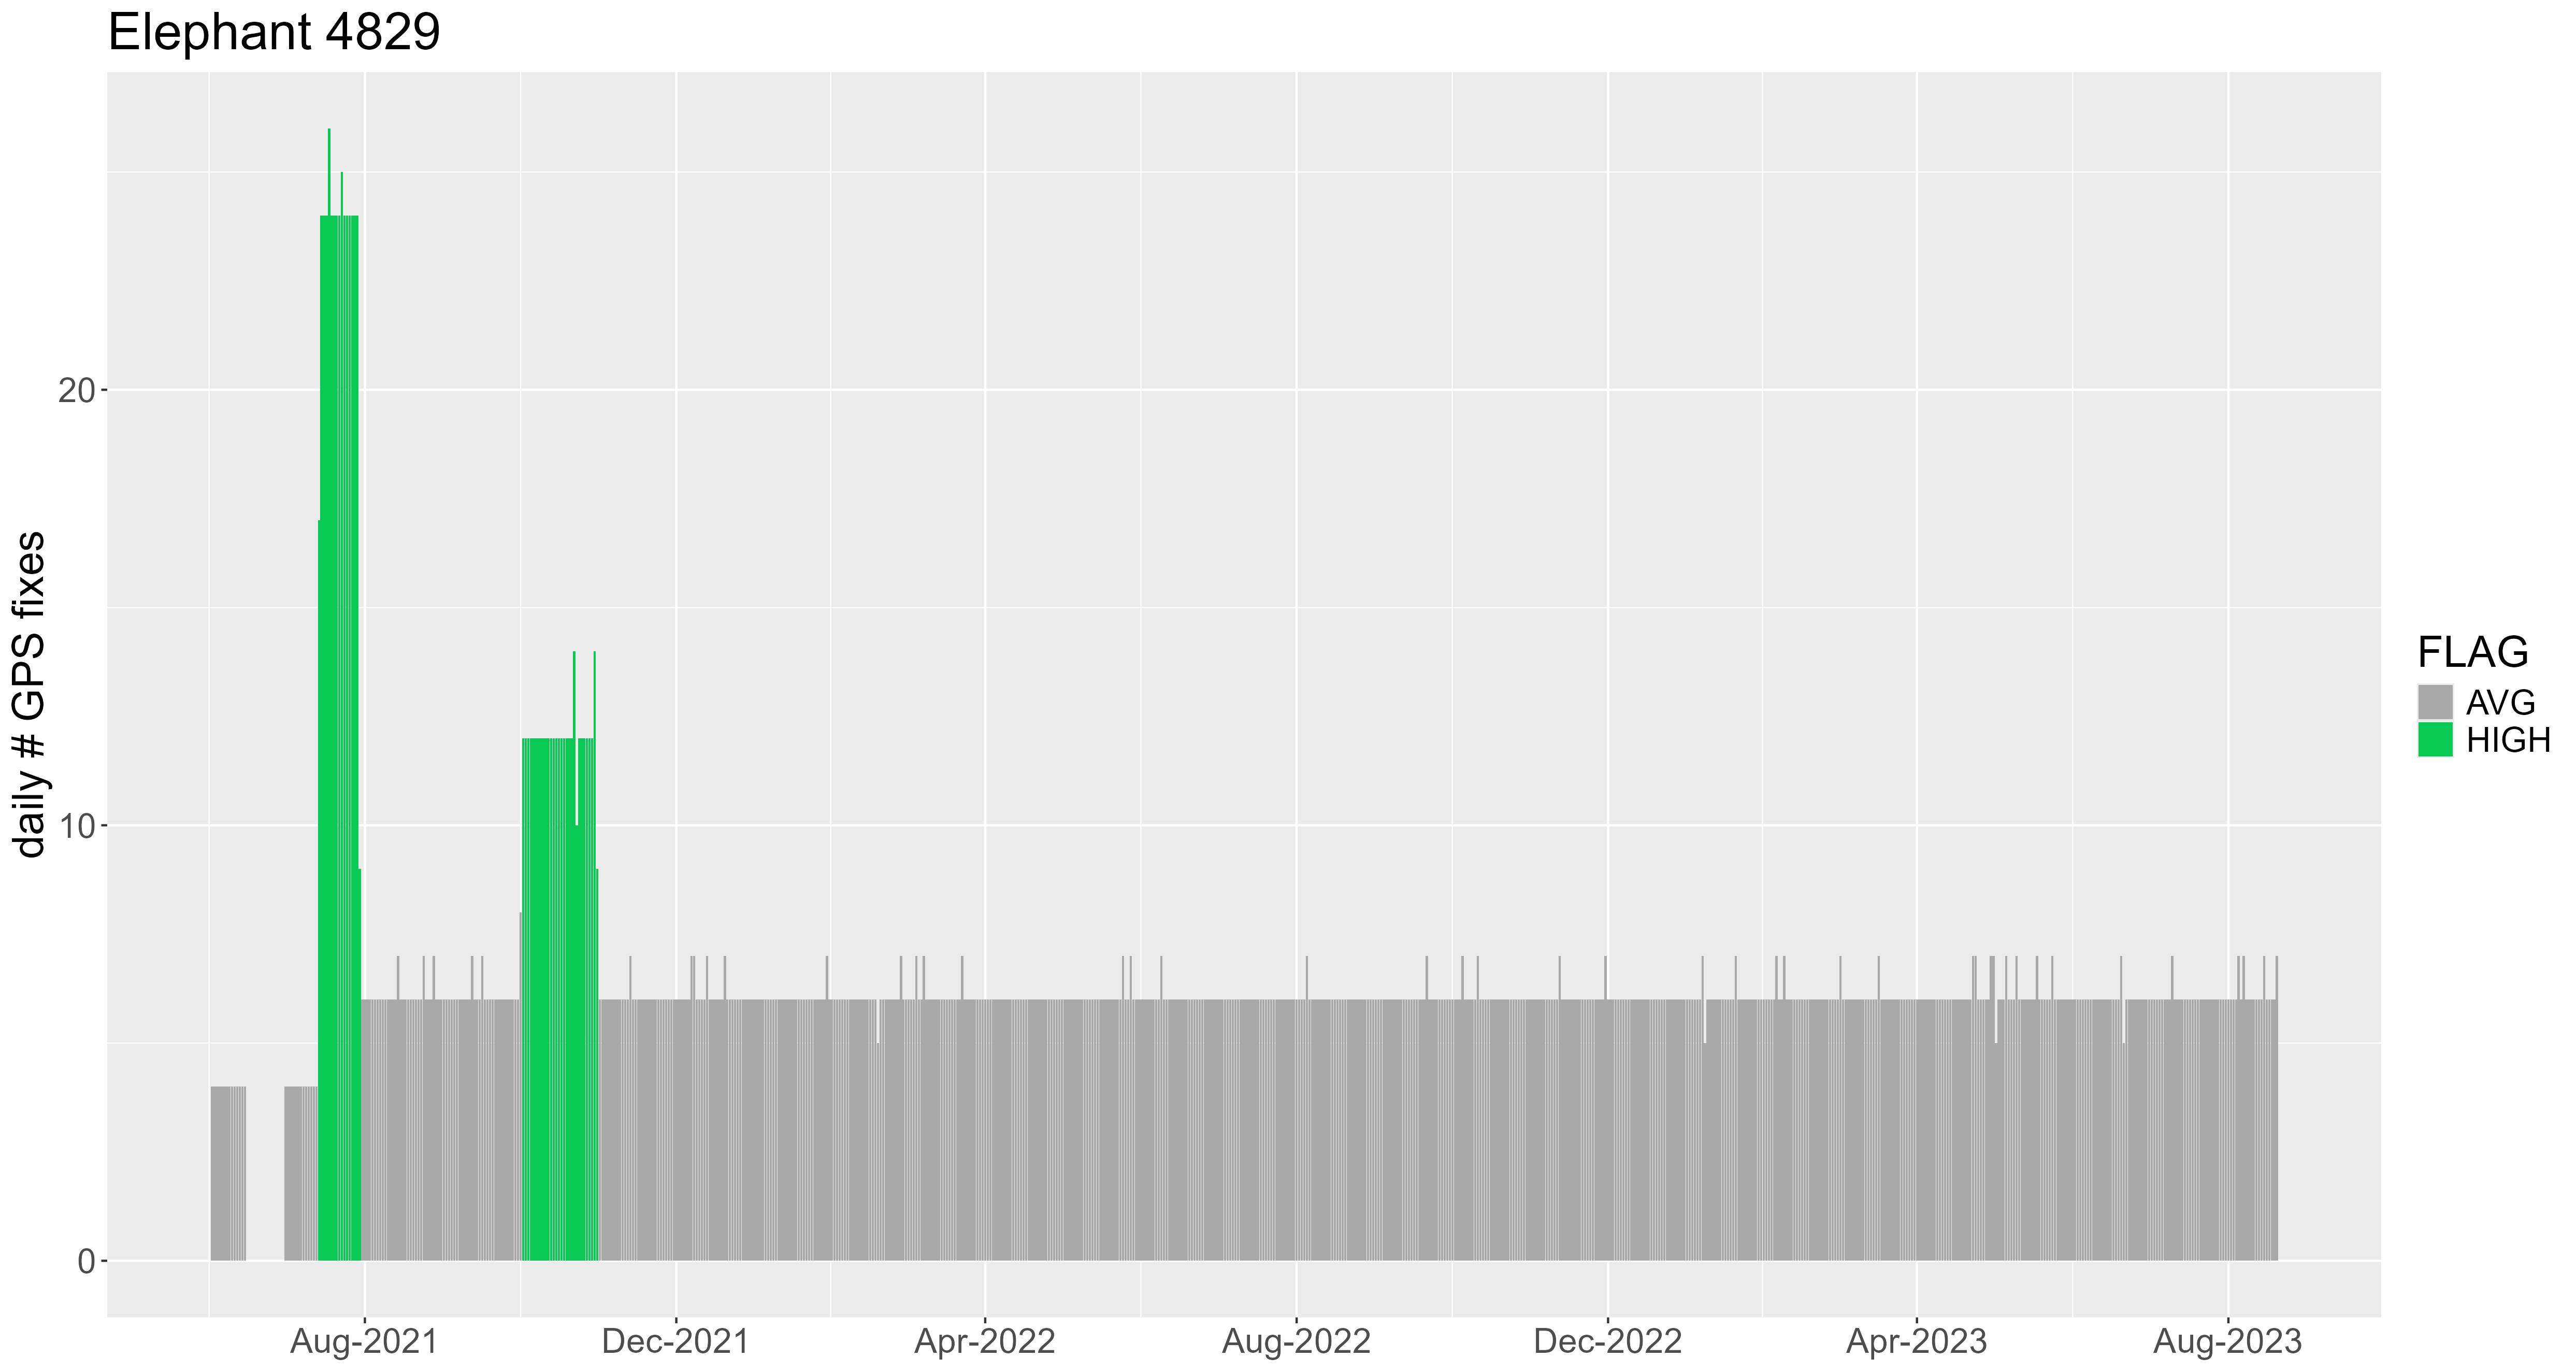 Elephant 4829
daily # GPS fixes
20
10
0
Aug-2021
Dec-2021
Apr-2022
Aug-2022
Dec-2022
Apr-2023
Aug-2023
FLAG
AVG
HIGH